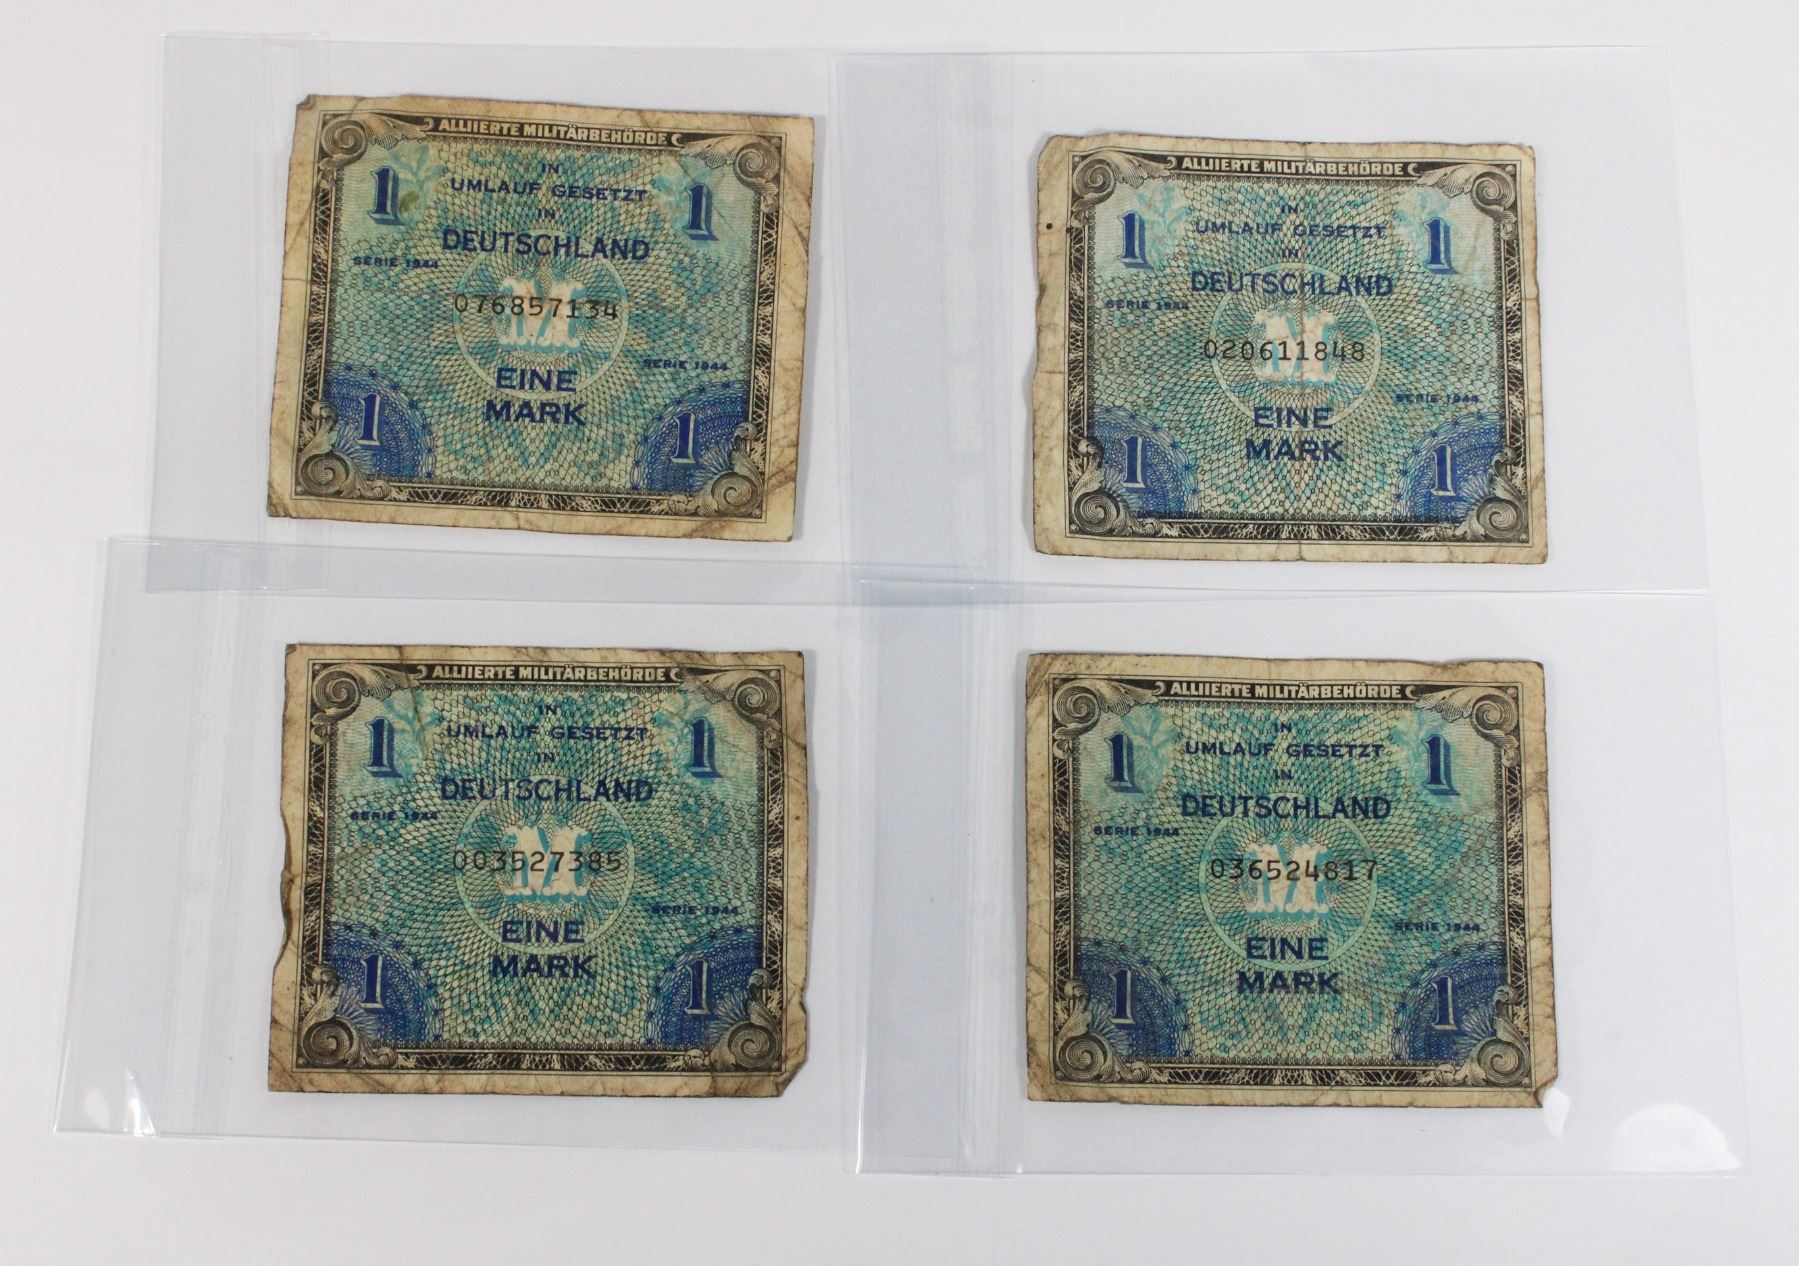 ALLIIERTE MILITÄRBEHÖRDE
1 1
IN
UMLAUF GESETZT
IN
DEUTSCHLAND
SERIE 1944
076857134
M
SERIE 1944
EINE
MARK
1 1
ALLIIERTE MILITÄRBEHÖRDE
1 1
IN
UMLAUF GESETZT
IN
DEUTSCHLAND
SERIE 1944
020611848
M
SERIE 1944
EINE
MARK
1 1
ALLIIERTE MILITÄRBEHÖRDE
1 1
IN
UMLAUF GESETZT
IN
DEUTSCHLAND
SERIE 1944
003527385
M
SERIE 1944
EINE
MARK
1 1
ALLIIERTE MILITÄRBEHÖRDE
1 1
IN
UMLAUF GESETZT
IN
DEUTSCHLAND
SERIE 1944
036524817
M
SERIE 1944
EINE
MARK
1 1